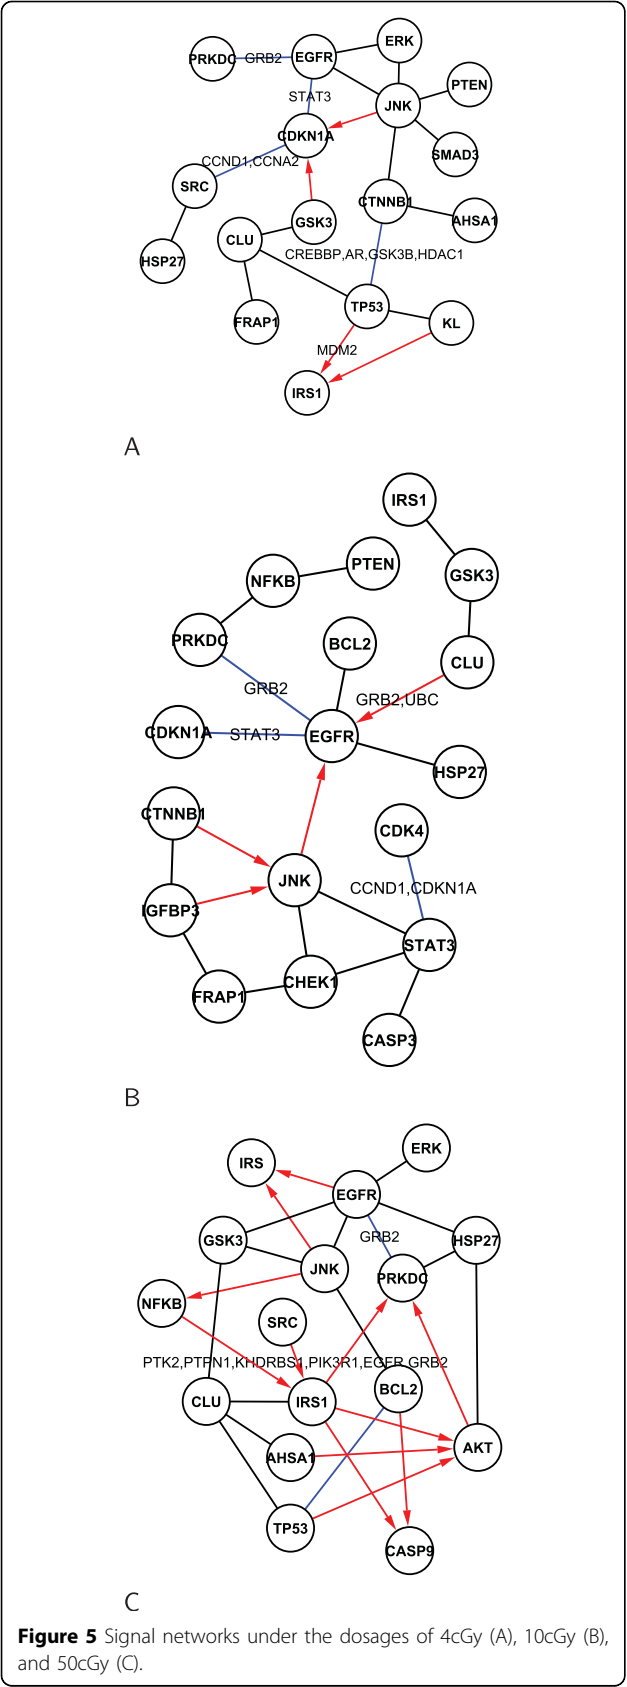 ERK
PRKDC GRB2 EGFR
PTEN
STAT3
JNK
CDKN1A
SMAD3
CCND1,CCNA2
SRC
CTNNB1
GSK3
AHSA1
CLU
CREBBP,AR,GSK3B,HDAC1
HSP27
TP53
FRAP1
KL
MDM2
IRS1
A
IRS1
PTEN
NFKB
GSK3
PRKDC
BCL2
CLU
GRB2
GRB2,UBC
CDKN1A STAT3 EGFR
HSP27
CTNNB1
CDK4
JNK
CCND1,CDKN1A
IGFBP3
STAT3
CHEK1
FRAP1
CASP3
B
ERK
IRS
EGFR
GSK3
GRB2
HSP27
JNK
PRKDC
NFKB
SRC
PTK2,PTPN1,KHDRBS1,PIK3R1,EGFR,GRB2
BCL2
CLU
IRS1
AKT
AHSA1
TP53
CASP9
C
Figure 5 Signal networks under the dosages of 4cGy (A), 10cGy (B),
and 50cGy (C).